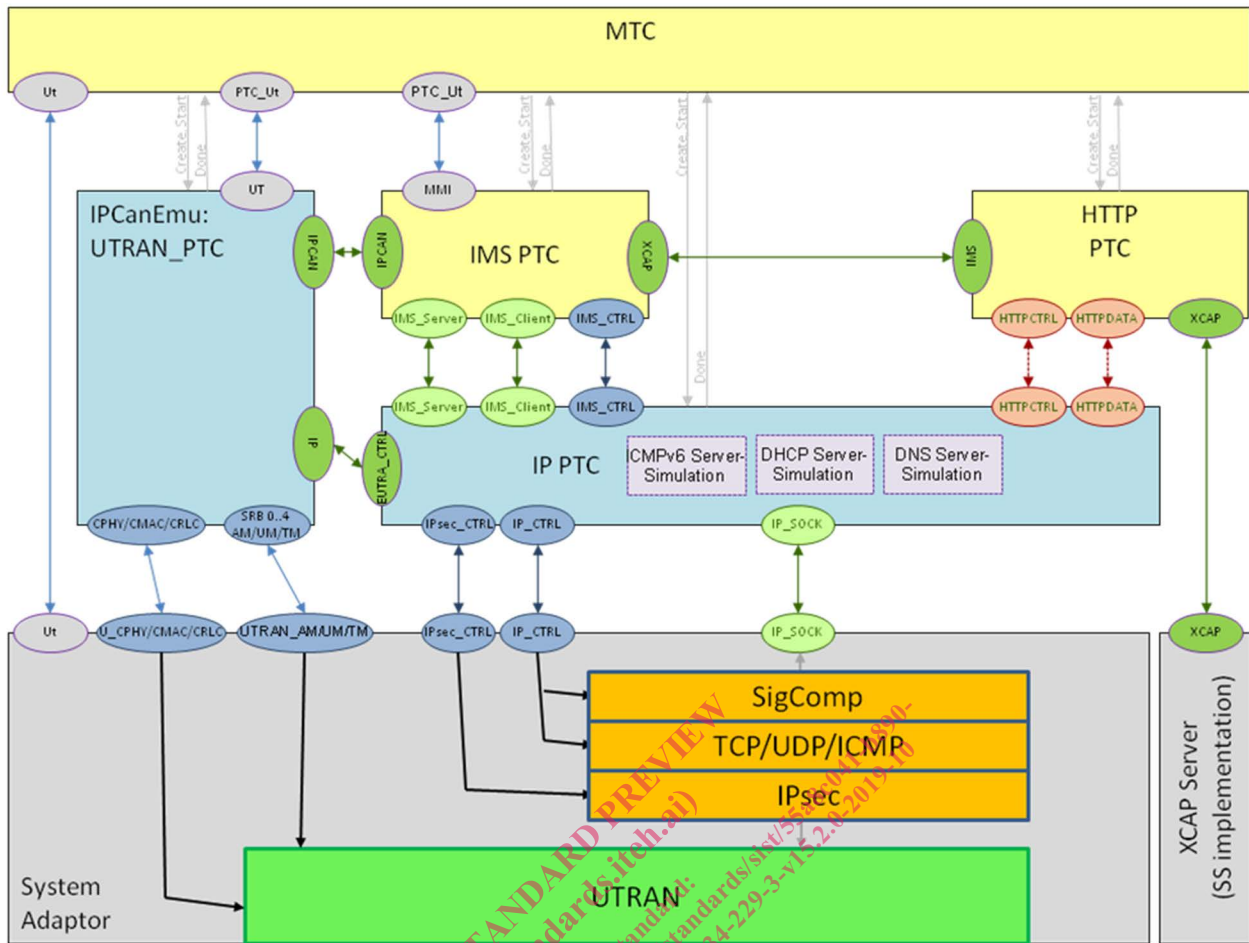 MTC
Ut
PTC_Ut
PTC_Ut
Create_Start
Done
Create_Start
Done
Create_Start
Done
Create_Start
Done
UT
MMI
IPCanEmu:
UTRAN_PTC
IPCAN
IPCAN
IMS PTC
XCAP
SMI
HTTP
PTC
IMS_Server
IMS_Client
IMS_CTRL
HTTPCTRL
HTTPDATA
XCAP
IMS_Server
IMS_Client
IMS_CTRL
HTTPCTRL
HTTPDATA
IP
EUTRA_CTRL
IP PTC
ICMPv6 Server-
Simulation
DHCP Server-
Simulation
DNS Server-
Simulation
CPHY/CMAC/CRLC
SRB 0..4
AM/UM/TM
IPsec_CTRL
IP_CTRL
IP_SOCK
Ut
U_CPHY/CMAC/CRLC
UTRAN_AM/UM/TM
IPsec_CTRL
IP_CTRL
IP_SOCK
XCAP
SigComp
TCP/UDP/ICMP
IPsec
UTRAN
System
Adaptor
XCAP Server
(SS implementation)
STANDARD PREVIEW